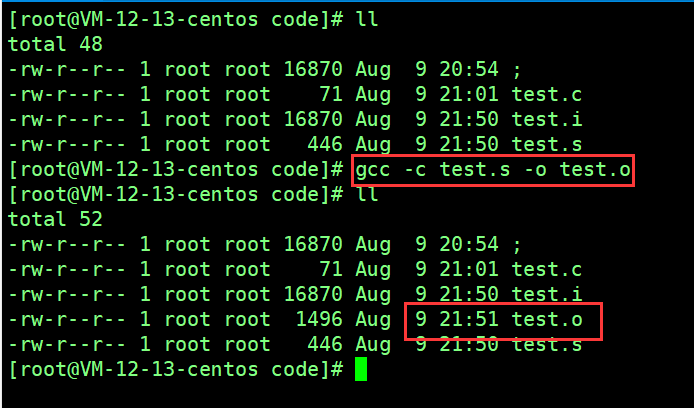 [root@VM-12-13-centos code]# ll
total 48
-rw-r--r-- 1 root root 16870 Aug  9 20:54 ;
-rw-r--r-- 1 root root    71 Aug  9 21:01 test.c
-rw-r--r-- 1 root root 16870 Aug  9 21:50 test.i
-rw-r--r-- 1 root root   446 Aug  9 21:50 test.s
[root@VM-12-13-centos code]# gcc -c test.s -o test.o
[root@VM-12-13-centos code]# ll
total 52
-rw-r--r-- 1 root root 16870 Aug  9 20:54 ;
-rw-r--r-- 1 root root    71 Aug  9 21:01 test.c
-rw-r--r-- 1 root root 16870 Aug  9 21:50 test.i
-rw-r--r-- 1 root root  1496 Aug  9 21:51 test.o
-rw-r--r-- 1 root root   446 Aug  9 21:50 test.s
[root@VM-12-13-centos code]#